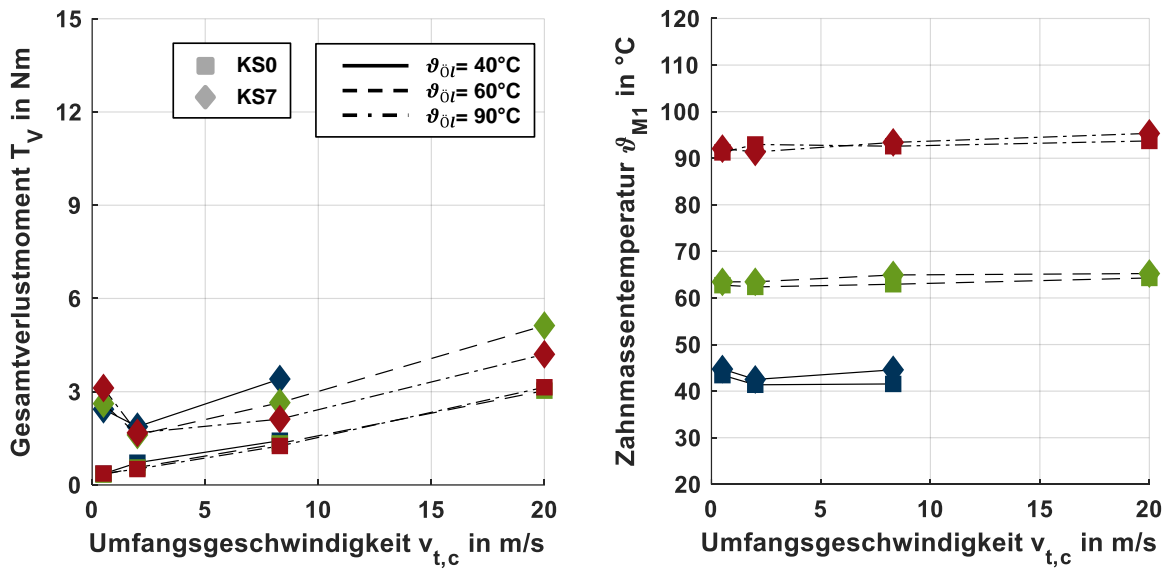 Gesamtverlustmoment T_V in Nm
15
12
9
6
3
0
KS0
KS7
ϑ_Öl= 40°C
ϑ_Öl= 60°C
ϑ_Öl= 90°C
0 5 10 15 20
Umfangsgeschwindigkeit v_t,c in m/s
Zahnmassentemperatur ϑ_M1 in °C
120
110
100
90
80
70
60
50
40
30
20
0 5 10 15 20
Umfangsgeschwindigkeit v_t,c in m/s